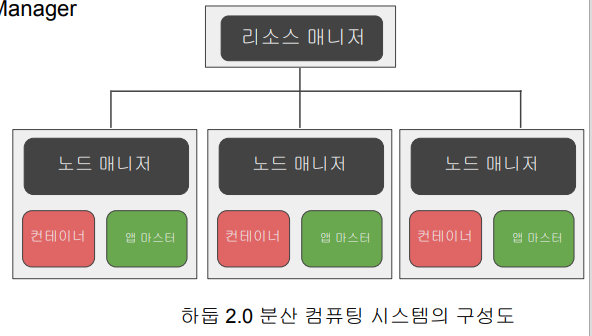 Manager
리소스 매니저
노드 매니저 노드 매니저 노드 매니저
컨테이너 앱 마스터 컨테이너 앱 마스터 컨테이너 앱 마스터
하둡 2.0 분산 컴퓨팅 시스템의 구성도